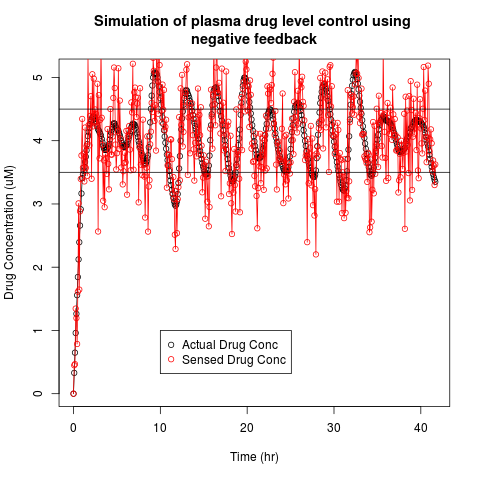 Simulation of plasma drug level control using
negative feedback
Drug Concentration (uM)
5
4
3
2
1
0
Actual Drug Conc
Sensed Drug Conc
0 10 20 30 40
Time (hr)